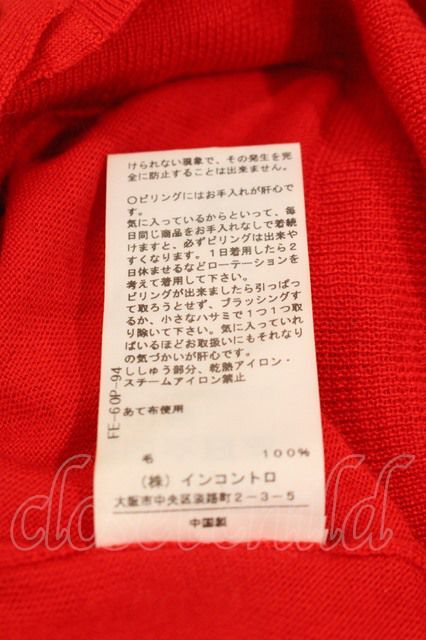 けられない現象で、その発生を完
全に防止することは出来ません。
〇ピリングにはお手入れが肝心で
す。
気に入っているからといって、毎
日同じ商品をお手入れなしで着続
けますと、必ずピリングは出来や
すくなります。1日着用したら2
日休ませるなどローテーションを
考えて着用して下さい。
ピリングが出来ましたら引っぱっ
て取ろうとせず、ブラッシングす
るか、小さなハサミで1つ1つ取
り除いて下さい。気に入っていれ
ばいるほどお取扱いにもそれなり
の気づかいが肝心です。
ししゅう部分、乾熱アイロン・
スチームアイロン禁止
あて布使用
FE-60P-94
毛 100%
(株)インコントロ
大阪市中央区淡路町2-3-5
中国製
closetchild